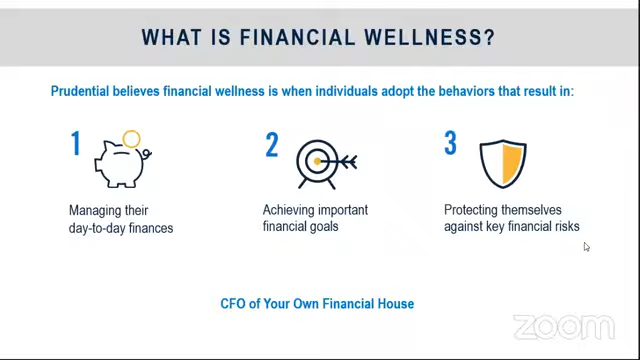 WHAT IS FINANCIAL WELLNESS?
Prudential believes financial wellness is when individuals adopt the behaviors that result in:
1
Managing their
day-to-day finances
2
Achieving important
financial goals
3
Protecting themselves
against key financial risks
CFO of Your Own Financial House
zoom